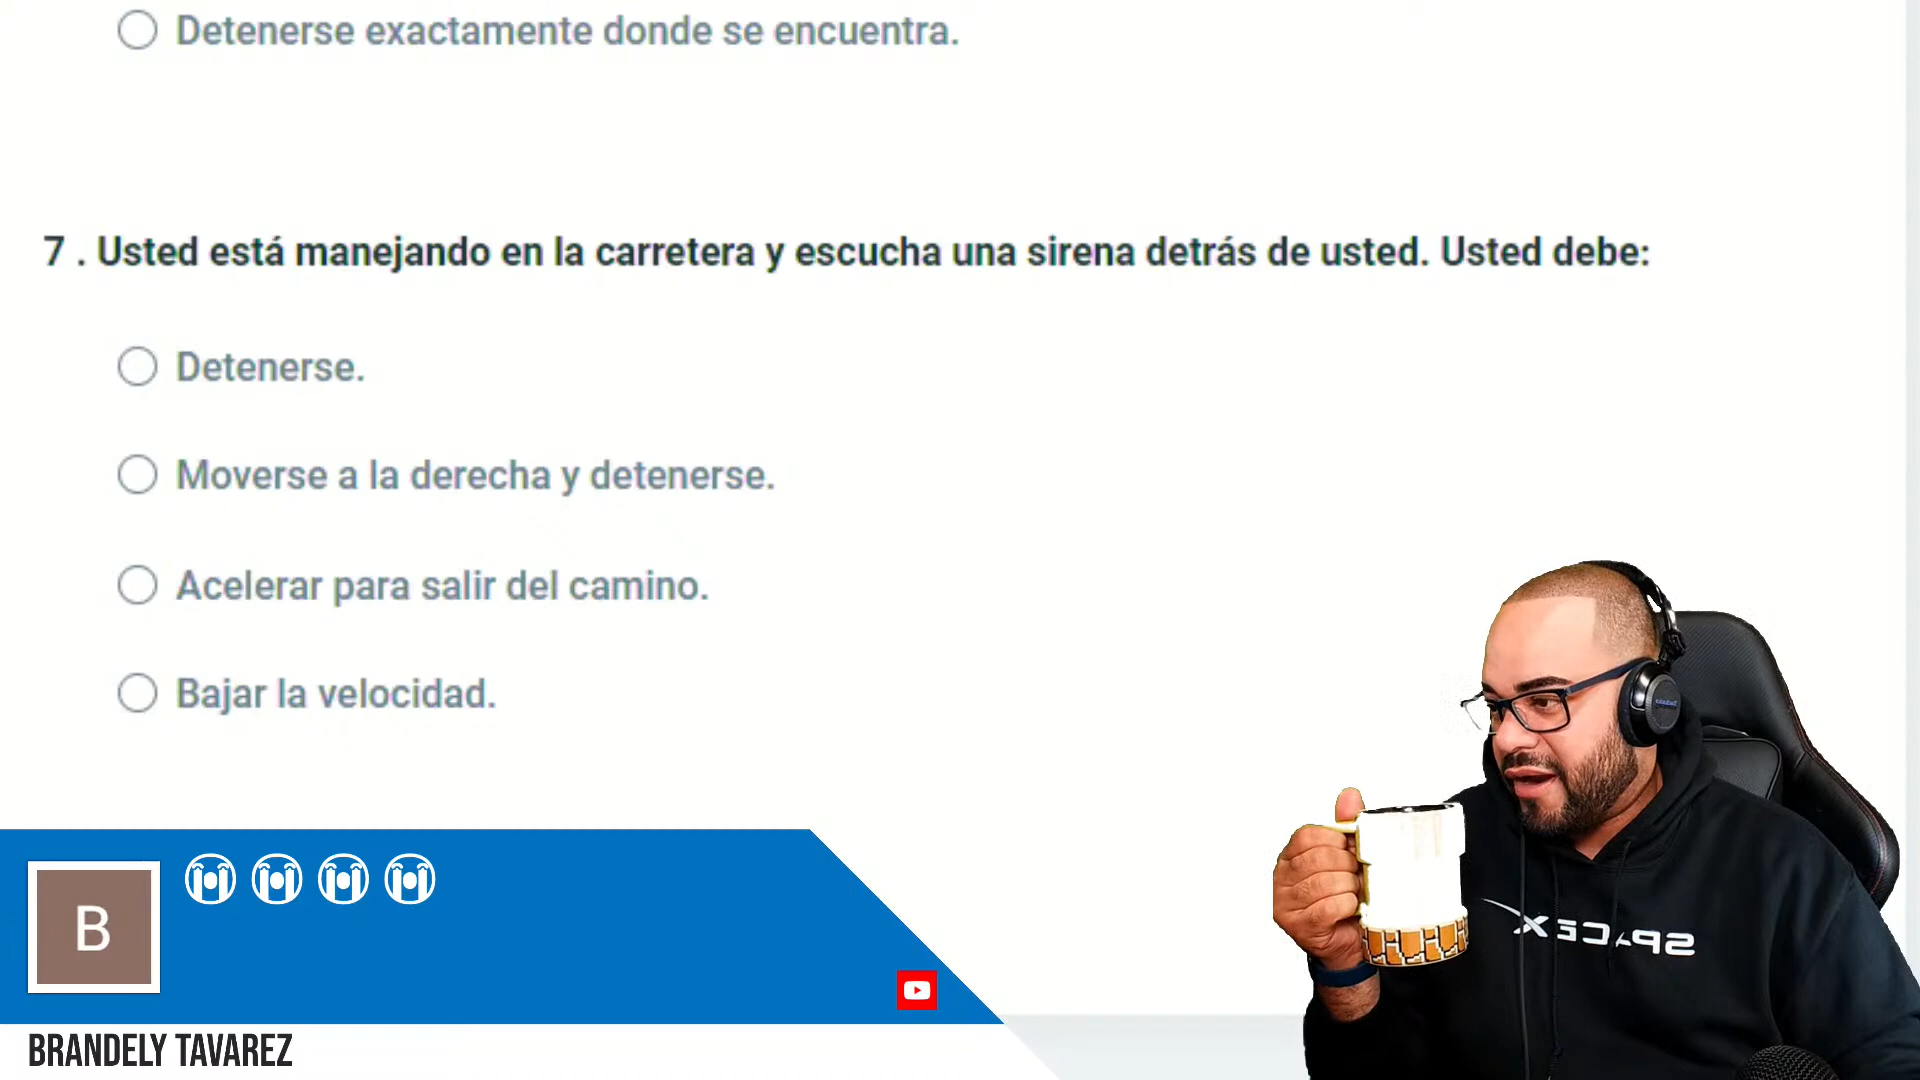 Detenerse exactamente donde se encuentra.
7 . Usted está manejando en la carretera y escucha una sirena detrás de usted. Usted debe:
Detenerse.
Moverse a la derecha y detenerse.
Acelerar para salir del camino.
Bajar la velocidad.
B
SPACEX
BRANDELY TAVAREZ